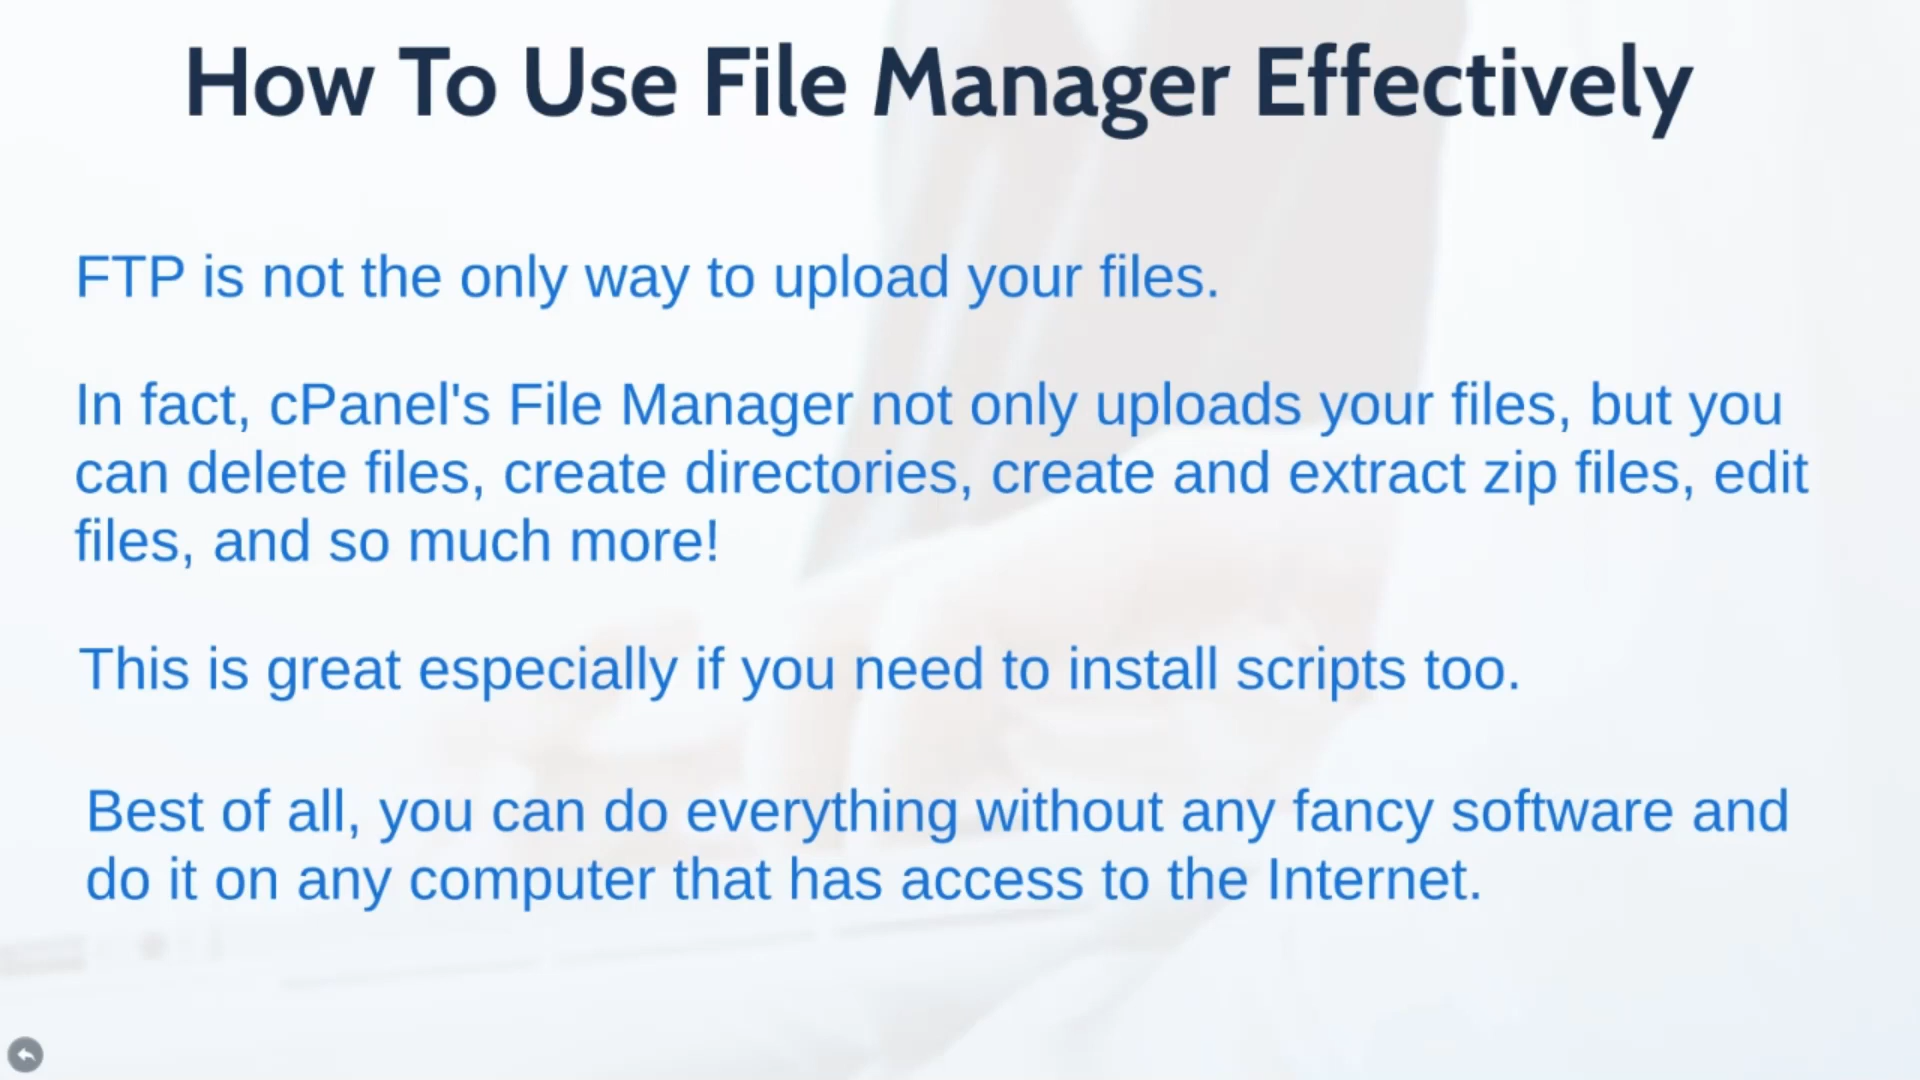 How To Use File Manager Effectively
FTP is not the only way to upload your files.
In fact, cPanel's File Manager not only uploads your files, but you
can delete files, create directories, create and extract zip files, edit
files, and so much more!
This is great especially if you need to install scripts too.
Best of all, you can do everything without any fancy software and
do it on any computer that has access to the Internet.